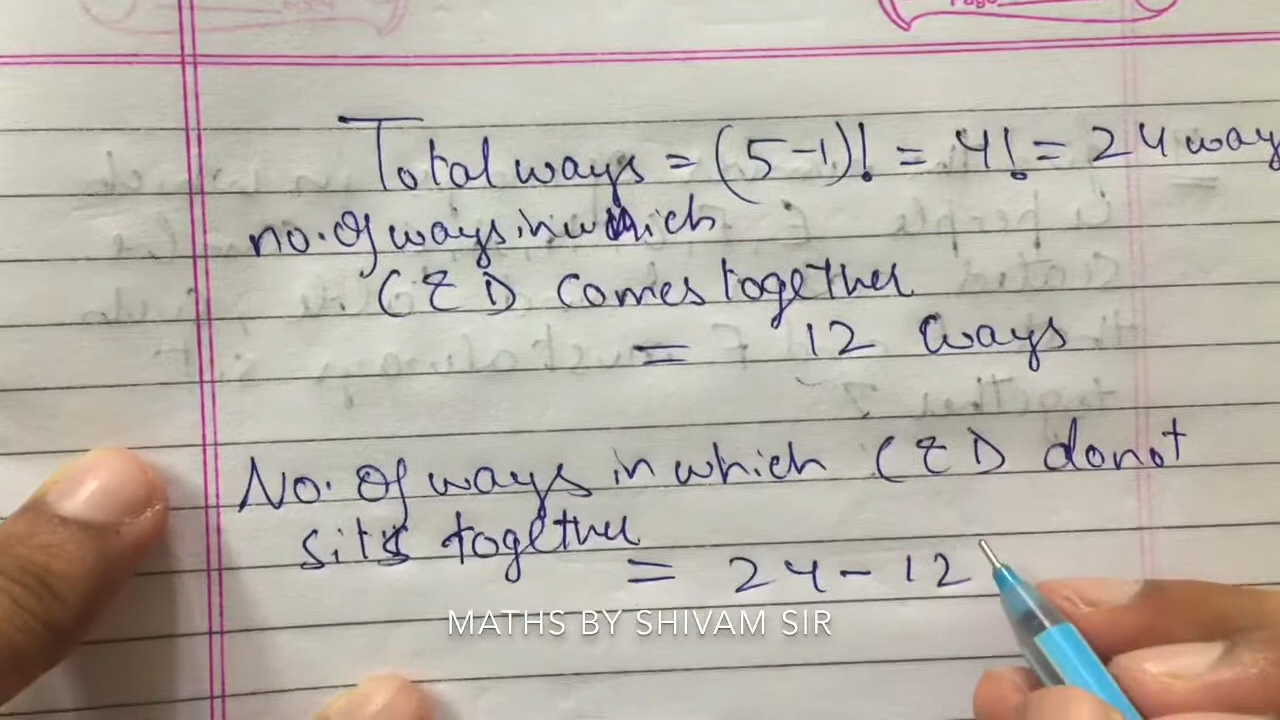 Total ways = (5-1)! = 4! = 24 way
no. of ways in which
C & D comes together
= 12 ways
No. of ways in which C & D donot
sits together
= 24 - 12
MATHS BY SHIVAM SIR